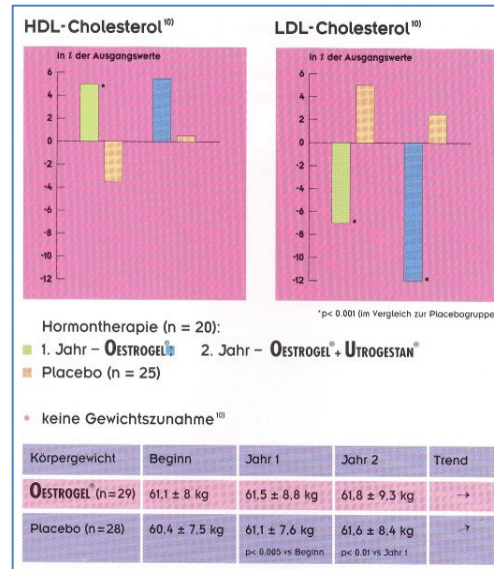 HDL-Cholesterol¹⁰⁾
in % der Ausgangswerte
6
4
2
0
-2
-4
-6
-8
-10
-12
LDL-Cholesterol¹⁰⁾
in % der Ausgangswerte
6
4
2
0
-2
-4
-6
-8
-10
-12
*p< 0.001 (im Vergleich zur Placebogruppe
Hormontherapie (n = 20):
1. Jahr – OESTROGEL® 2. Jahr – OESTROGEL® + UTROGESTAN®
Placebo (n = 25)
• keine Gewichtszunahme¹⁰⁾
Körpergewicht Beginn Jahr 1 Jahr 2 Trend
OESTROGEL® (n=29) 61,1 ± 8 kg 61,5 ± 8,8 kg 61,8 ± 9,3 kg →
Placebo (n=28) 60,4 ± 7,5 kg 61,1 ± 7,6 kg 61,6 ± 8,4 kg
p< 0.005 vs Beginn p< 0.01 vs Jahr 1